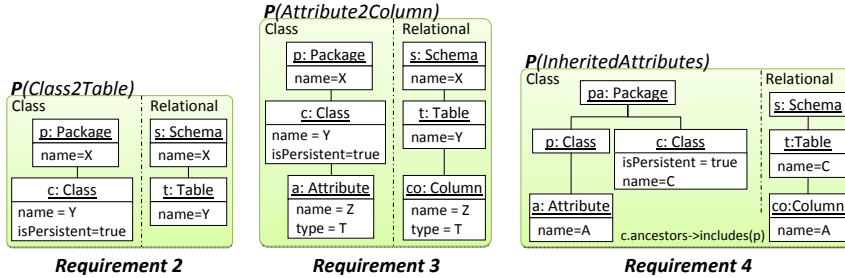 P(Class2Table)
Class
Relational
p: Package
name=X
s: Schema
name=X
c: Class
name = Y
isPersistent=true
t: Table
name=Y
Requirement 2
P(Attribute2Column)
Class
Relational
p: Package
name=X
s: Schema
name=X
c: Class
name = Y
isPersistent=true
t: Table
name=Y
a: Attribute
name = Z
type = T
co: Column
name = Z
type = T
Requirement 3
P(InheritedAttributes)
Class
Relational
pa: Package
s: Schema
p: Class
c: Class
isPersistent = true
name=C
t:Table
name=C
a: Attribute
name=A
co:Column
name=A
c.ancestors->includes(p)
Requirement 4